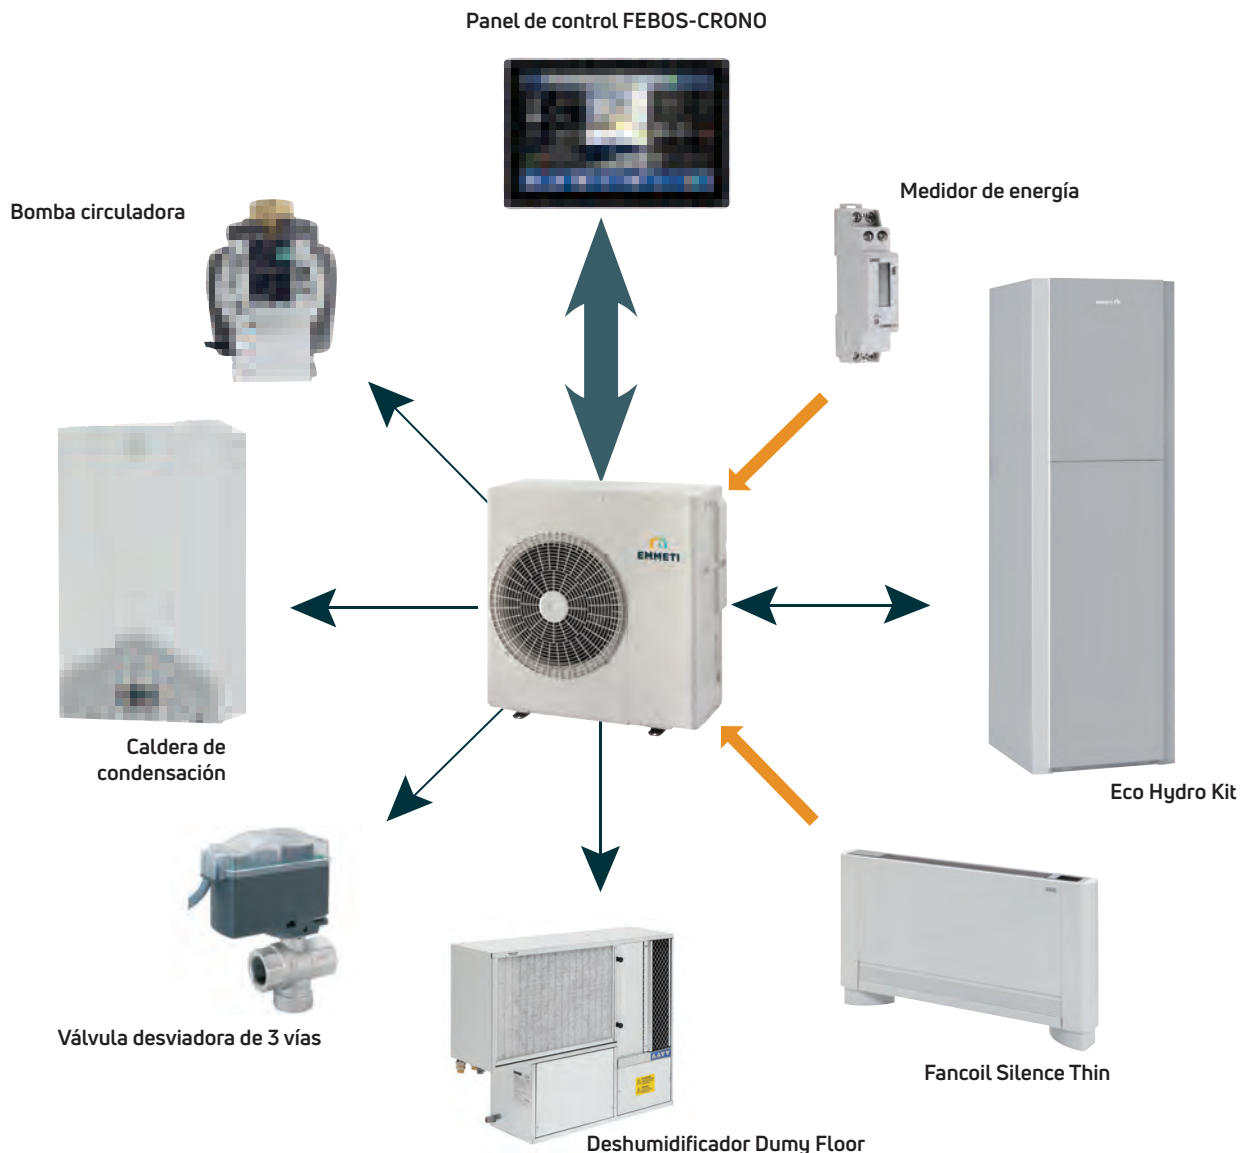 Panel de control FEBOS-CRONO
Medidor de energía
Bomba circuladora
EMMETI
Caldera de
condensación
Eco Hydro Kit
Válvula desviadora de 3 vías
Fancoil Silence Thin
Deshumidificador Dumy Floor